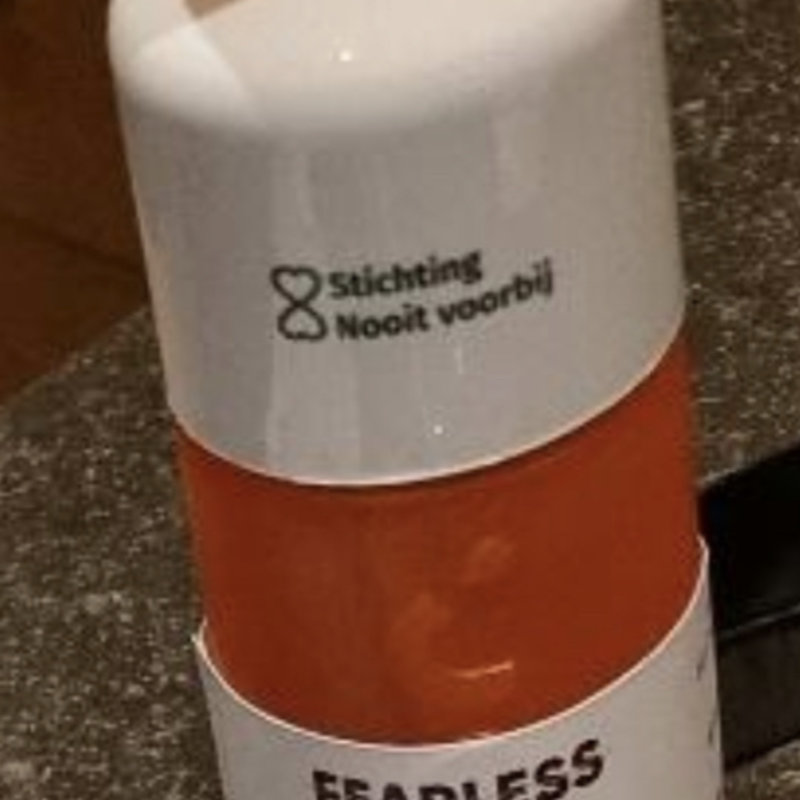 Stichting
Nooit voorbij
FEARLESS